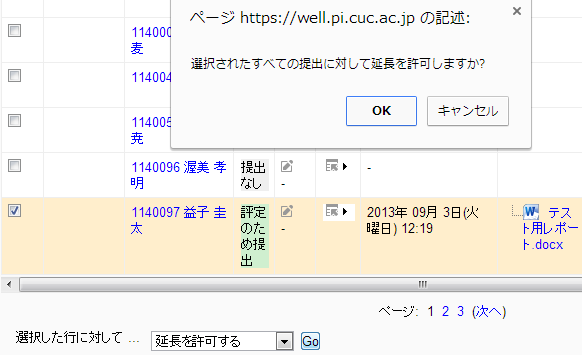 ページ https://well.pi.cuc.ac.jp の記述:
選択されたすべての提出に対して延長を許可しますか?
OK キャンセル
麦
114004
114005
尭
1140096 渥美 孝明 提出なし - -
1140097 益子 圭太 評定のため提出 - 2013年 09月 3日(火曜日) 12:19 テスト用レポート.docx
ページ: 1 2 3 (次へ)
選択した行に対して ... 延長を許可する Go